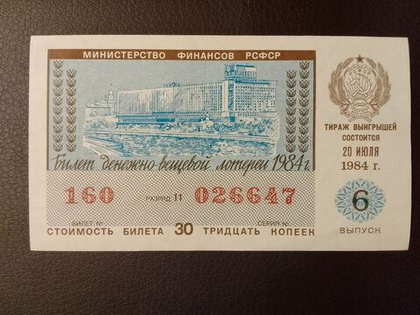 МИНИСТЕРСТВО ФИНАНСОВ РСФСР
Билет денежно-вещевой лотереи 1984 г.
160 РАЗРЯД 11 026647
БИЛЕТ № СЕРИЯ №
СТОИМОСТЬ БИЛЕТА 30 ТРИДЦАТЬ КОПЕЕК
ТИРАЖ ВЫИГРЫШЕЙ
СОСТОИТСЯ
20 ИЮЛЯ
1984 г.
6
ВЫПУСК